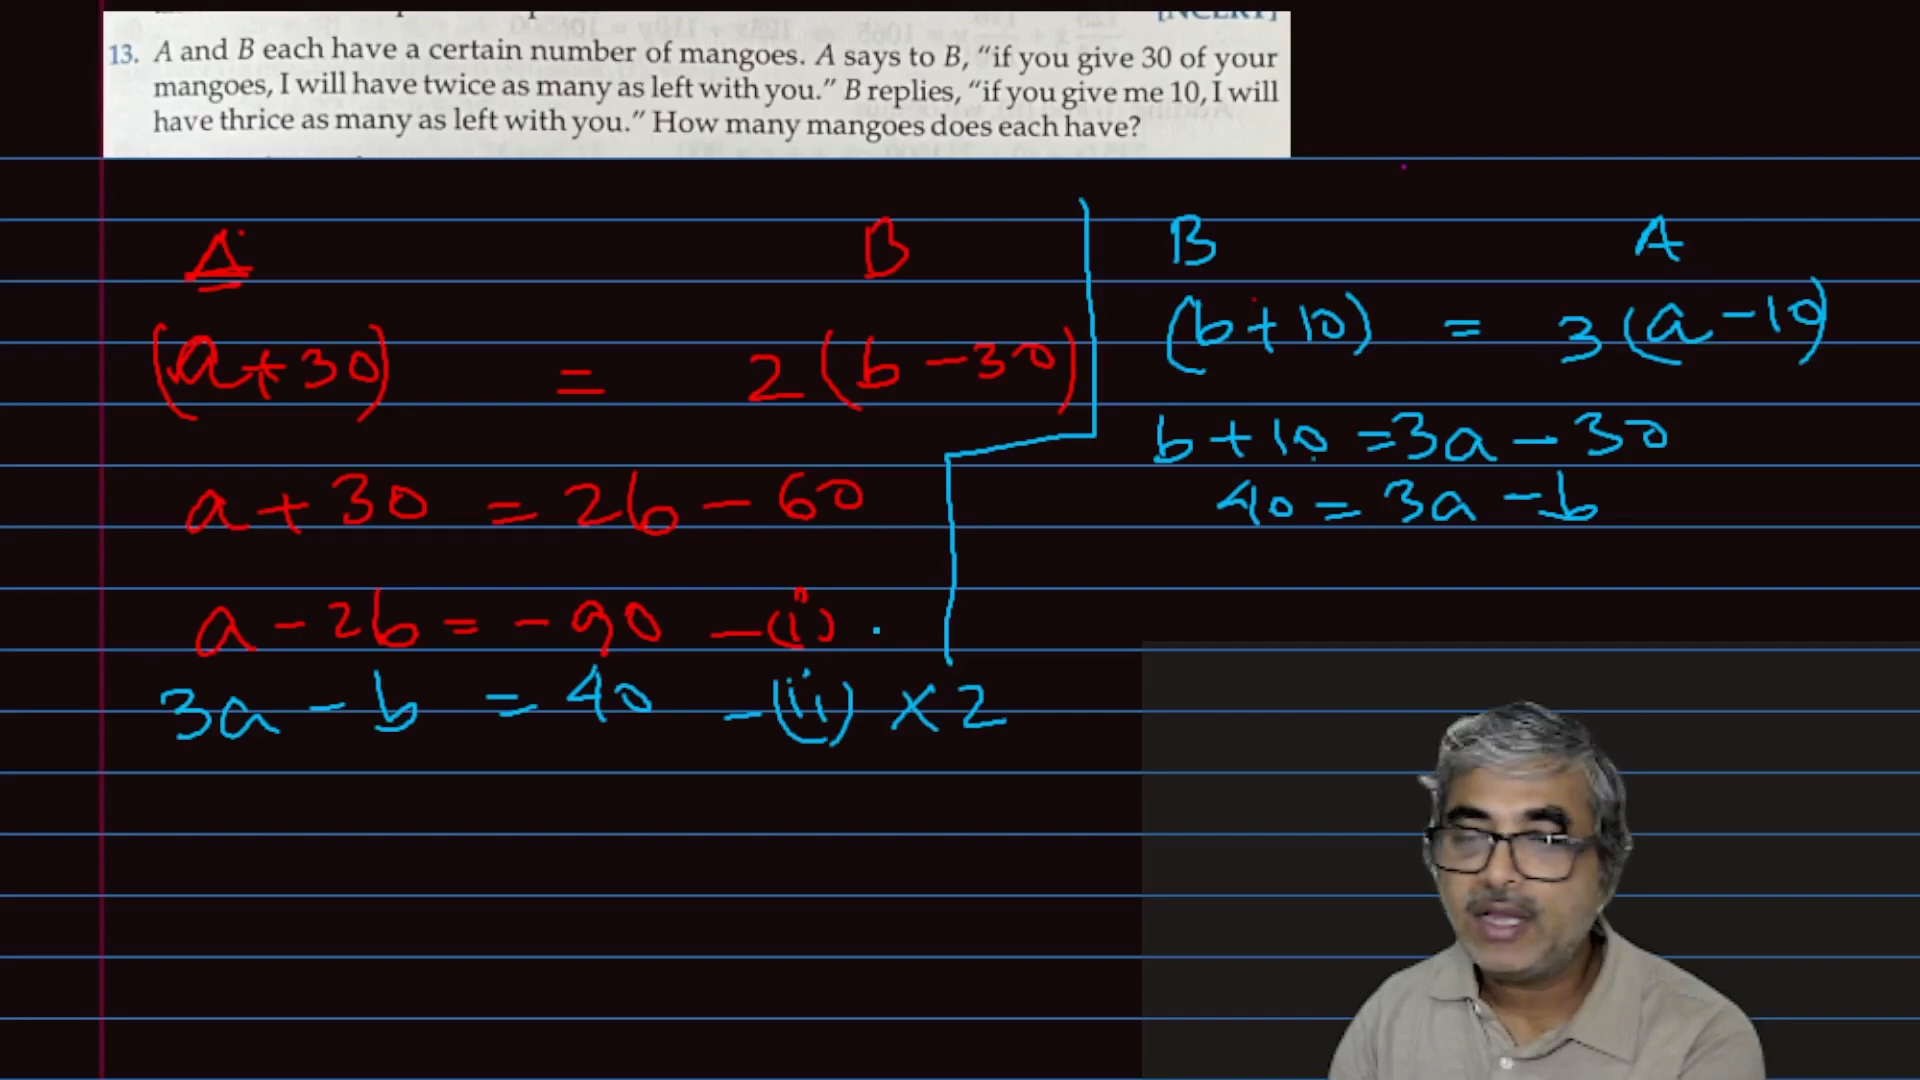 [NCERT]
13. A and B each have a certain number of mangoes. A says to B, “if you give 30 of your
mangoes, I will have twice as many as left with you.” B replies, “if you give me 10, I will
have thrice as many as left with you.” How many mangoes does each have?
A B
(a+30) = 2(b-30)
a+30 = 2b-60
a-2b = -90 -(i)
3a-b = 40 -(ii) ×2
B A
(b+10) = 3(a-10)
b+10 = 3a-30
40 = 3a-b